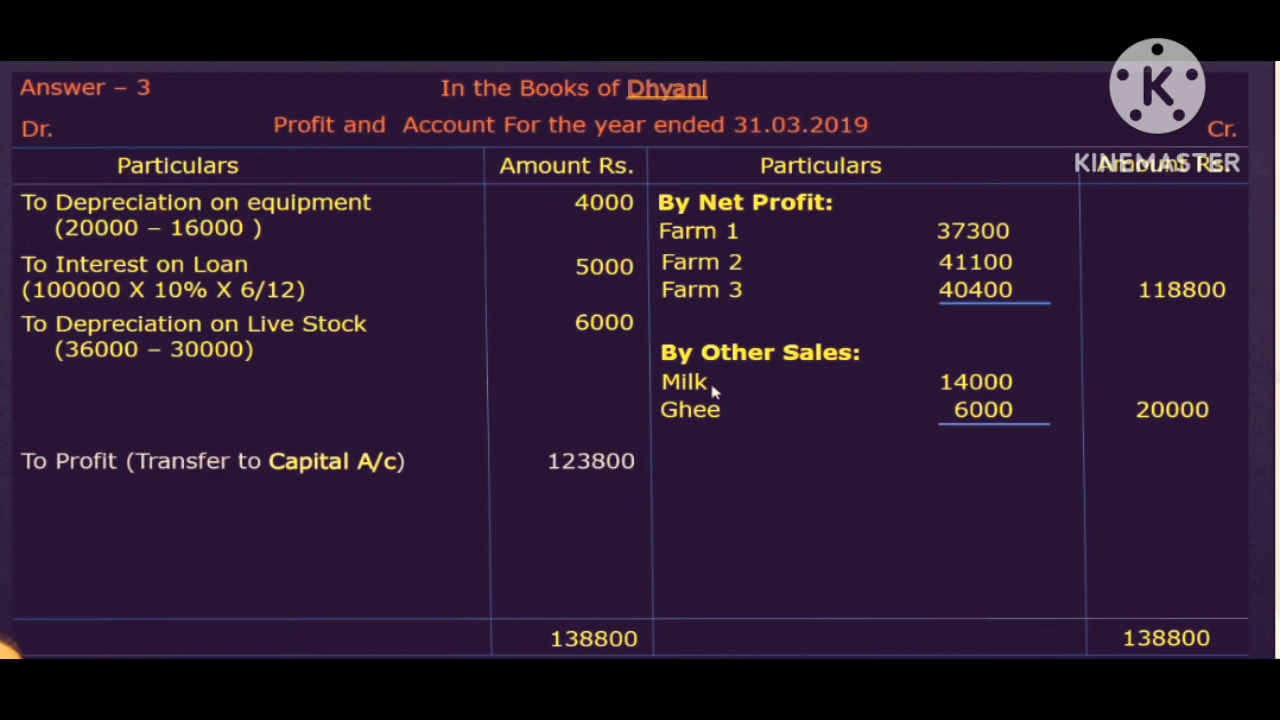 Answer – 3 In the Books of Dhyani
Dr. Profit and Account For the year ended 31.03.2019 Cr.
Particulars Amount Rs. Particulars Amount Rs.
KINEMASTER
To Depreciation on equipment 4000 By Net Profit:
(20000 – 16000 ) Farm 1 37300
To Interest on Loan 5000 Farm 2 41100
(100000 X 10% X 6/12) Farm 3 40400 118800
To Depreciation on Live Stock 6000
(36000 – 30000) By Other Sales:
Milk 14000
Ghee 6000 20000
To Profit (Transfer to Capital A/c) 123800
138800 138800